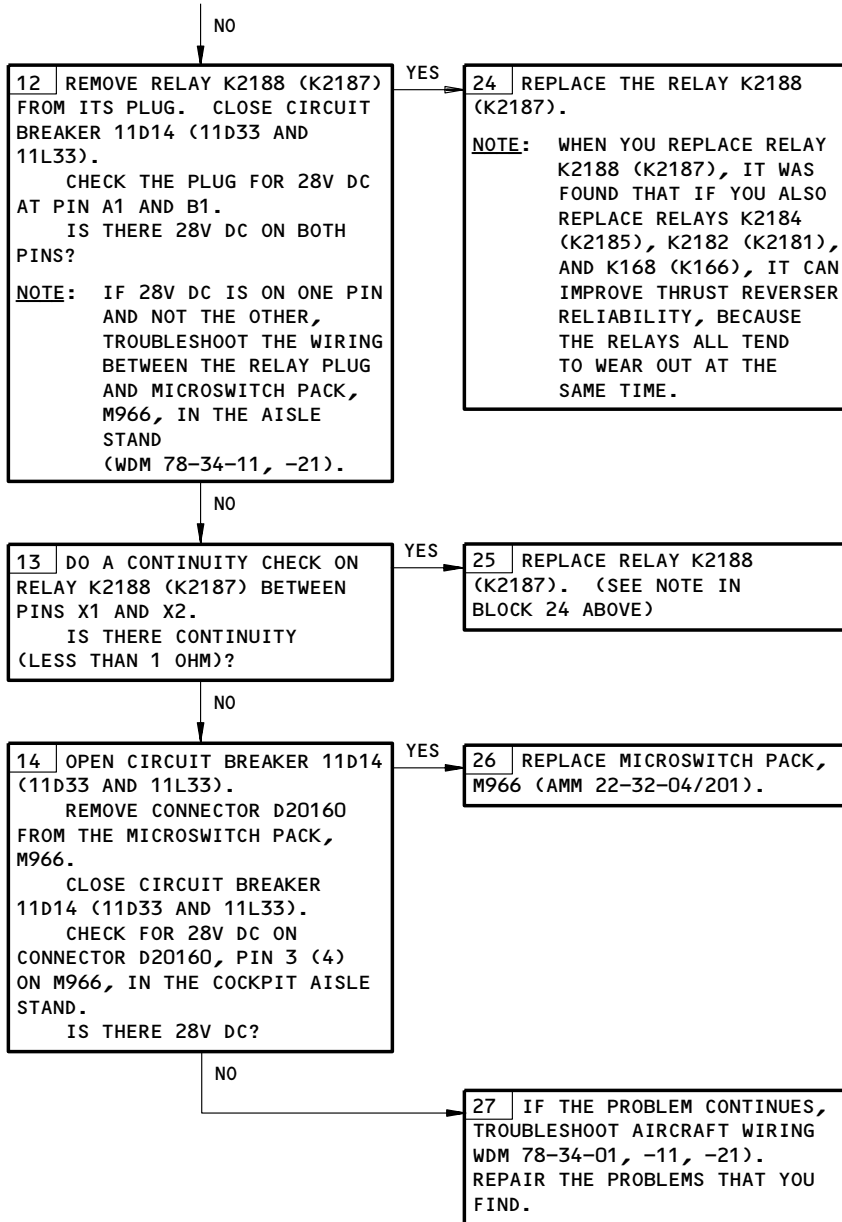 NO
12 REMOVE RELAY K2188 (K2187)
FROM ITS PLUG. CLOSE CIRCUIT
BREAKER 11D14 (11D33 AND
11L33).
CHECK THE PLUG FOR 28V DC
AT PIN A1 AND B1.
IS THERE 28V DC ON BOTH
PINS?
NOTE: IF 28V DC IS ON ONE PIN
AND NOT THE OTHER,
TROUBLESHOOT THE WIRING
BETWEEN THE RELAY PLUG
AND MICROSWITCH PACK,
M966, IN THE AISLE
STAND
(WDM 78-34-11, -21).
YES
24 REPLACE THE RELAY K2188
(K2187).
NOTE: WHEN YOU REPLACE RELAY
K2188 (K2187), IT WAS
FOUND THAT IF YOU ALSO
REPLACE RELAYS K2184
(K2185), K2182 (K2181),
AND K168 (K166), IT CAN
IMPROVE THRUST REVERSER
RELIABILITY, BECAUSE
THE RELAYS ALL TEND
TO WEAR OUT AT THE
SAME TIME.
NO
13 DO A CONTINUITY CHECK ON
RELAY K2188 (K2187) BETWEEN
PINS X1 AND X2.
IS THERE CONTINUITY
(LESS THAN 1 OHM)?
YES
25 REPLACE RELAY K2188
(K2187). (SEE NOTE IN
BLOCK 24 ABOVE)
NO
14 OPEN CIRCUIT BREAKER 11D14
(11D33 AND 11L33).
REMOVE CONNECTOR D20160
FROM THE MICROSWITCH PACK,
M966.
CLOSE CIRCUIT BREAKER
11D14 (11D33 AND 11L33).
CHECK FOR 28V DC ON
CONNECTOR D20160, PIN 3 (4)
ON M966, IN THE COCKPIT AISLE
STAND.
IS THERE 28V DC?
YES
26 REPLACE MICROSWITCH PACK,
M966 (AMM 22-32-04/201).
NO
27 IF THE PROBLEM CONTINUES,
TROUBLESHOOT AIRCRAFT WIRING
WDM 78-34-01, -11, -21).
REPAIR THE PROBLEMS THAT YOU
FIND.